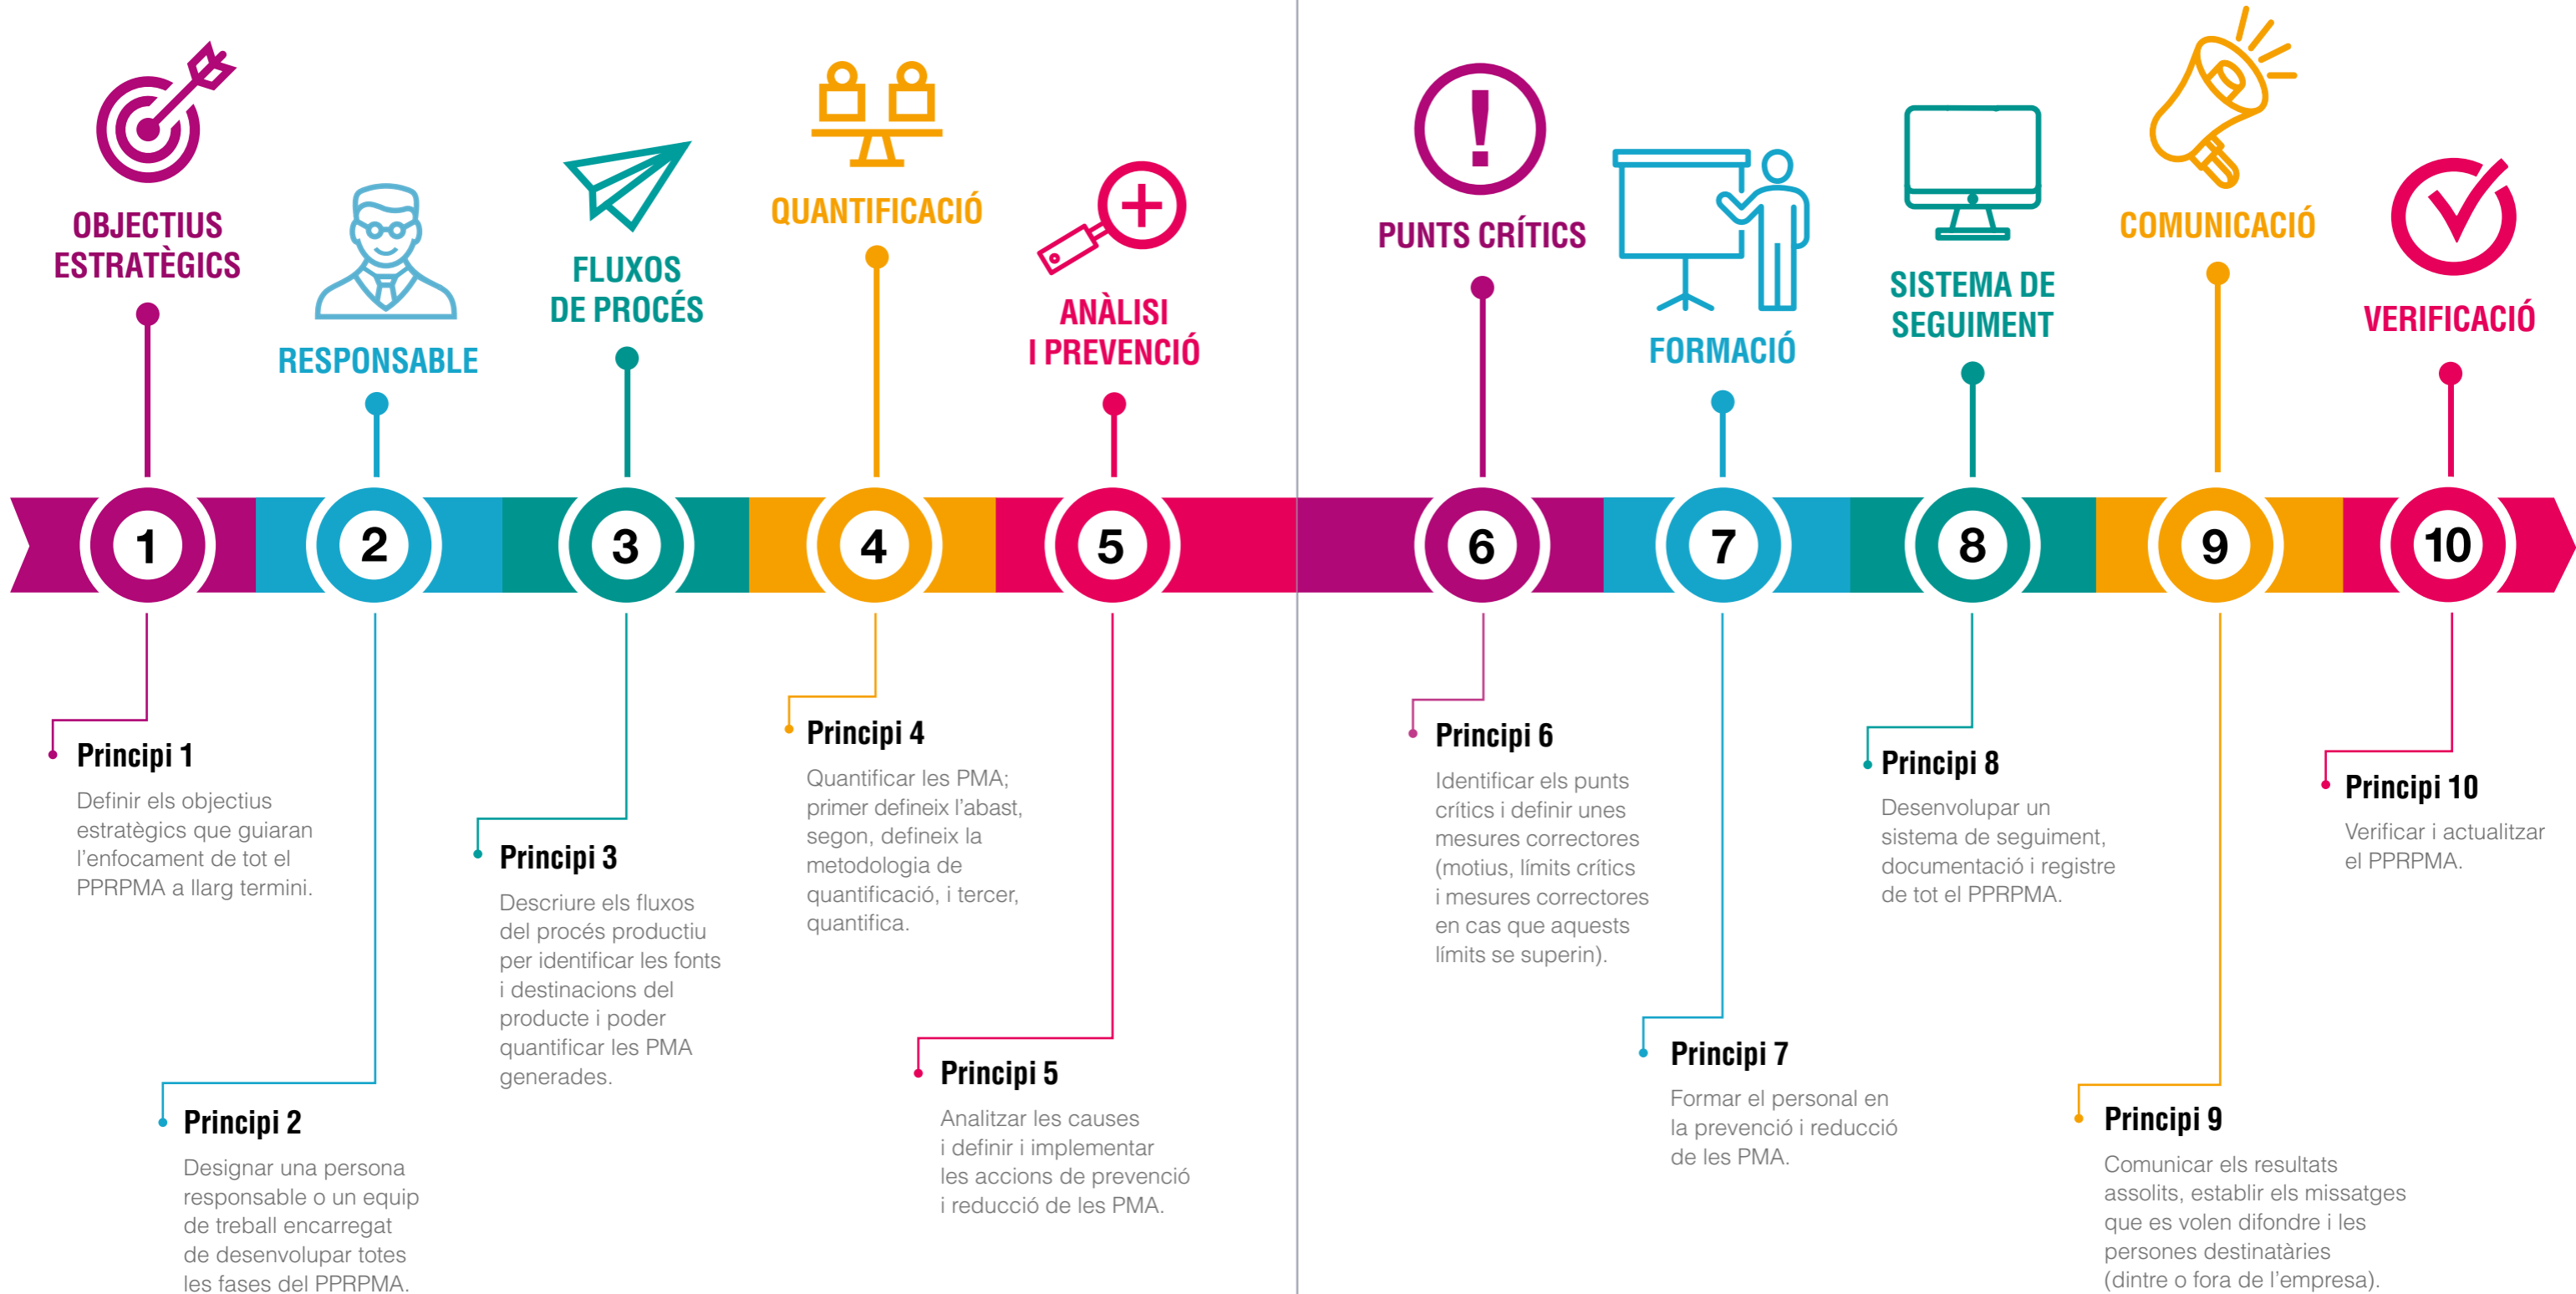 OBJECTIUS
ESTRATÈGICS
RESPONSABLE
FLUXOS
DE PROCÉS
QUANTIFICACIÓ
ANÀLISI
I PREVENCIÓ
PUNTS CRÍTICS
FORMACIÓ
SISTEMA DE
SEGUIMENT
COMUNICACIÓ
VERIFICACIÓ
1
2
3
4
5
6
7
8
9
10
Principi 1
Definir els objectius
estratègics que guiaran
l'enfocament de tot el
PPRPMA a llarg termini.
Principi 2
Designar una persona
responsable o un equip
de treball encarregat
de desenvolupar totes
les fases del PPRPMA.
Principi 3
Descriure els fluxos
del procés productiu
per identificar les fonts
i destinacions del
producte i poder
quantificar les PMA
generades.
Principi 4
Quantificar les PMA;
primer defineix l'abast,
segon, defineix la
metodologia de
quantificació, i tercer,
quantifica.
Principi 5
Analitzar les causes
i definir i implementar
les accions de prevenció
i reducció de les PMA.
Principi 6
Identificar els punts
crítics i definir unes
mesures correctores
(motius, límits crítics
i mesures correctores
en cas que aquests
límits se superin).
Principi 7
Formar el personal en
la prevenció i reducció
de les PMA.
Principi 8
Desenvolupar un
sistema de seguiment,
documentació i registre
de tot el PPRPMA.
Principi 9
Comunicar els resultats
assolits, establir els missatges
que es volen difondre i les
persones destinatàries
(dintre o fora de l'empresa).
Principi 10
Verificar i actualitzar
el PPRPMA.